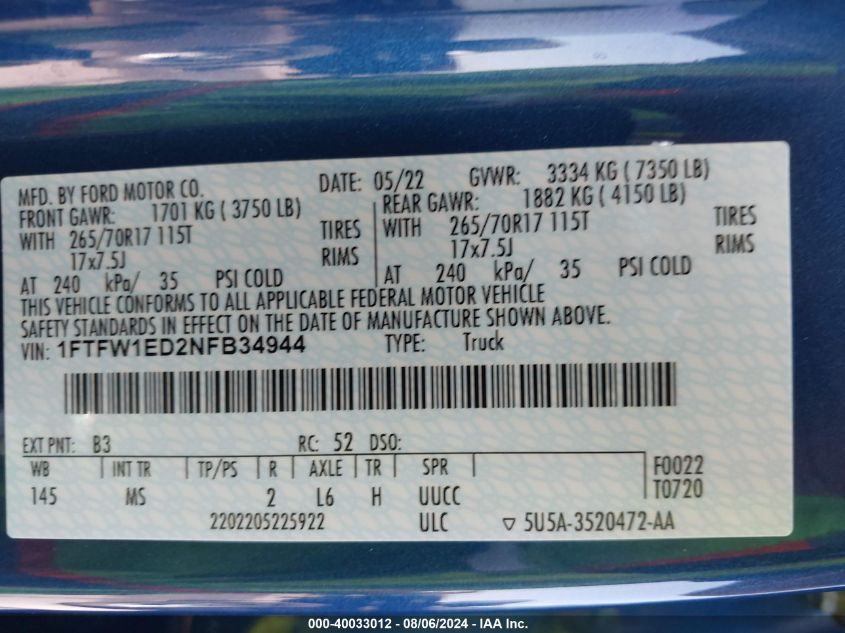 MFD. BY FORD MOTOR CO. DATE: 05/22 GVWR: 3334 KG ( 7350 LB)
FRONT GAWR: 1701 KG ( 3750 LB) REAR GAWR: 1882 KG ( 4150 LB)
WITH 265/70R17 115T TIRES WITH 265/70R17 115T TIRES
17x7.5J RIMS 17x7.5J RIMS
AT 240 kPa/ 35 PSI COLD AT 240 kPa/ 35 PSI COLD
THIS VEHICLE CONFORMS TO ALL APPLICABLE FEDERAL MOTOR VEHICLE
SAFETY STANDARDS IN EFFECT ON THE DATE OF MANUFACTURE SHOWN ABOVE.
VIN: 1FTFW1ED2NFB34944 TYPE: Truck
EXT PNT: B3 RC: 52 DSO:
WB INT TR TP/PS R AXLE TR SPR F0022
145 MS 2 L6 H UUCC T0720
2202205225922 ULC ▽ 5U5A-3520472-AA
000-40033012 - 08/06/2024 - IAA Inc.